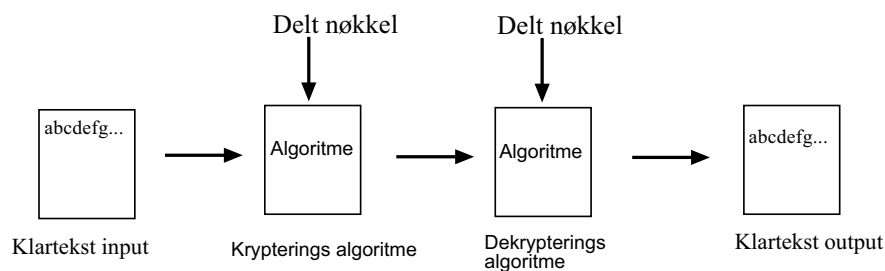 Delt nøkkel
Delt nøkkel
abcdefg...
Algoritme
Algoritme
abcdefg...
Klartekst input
Krypterings algoritme
Dekrypterings
algoritme
Klartekst output